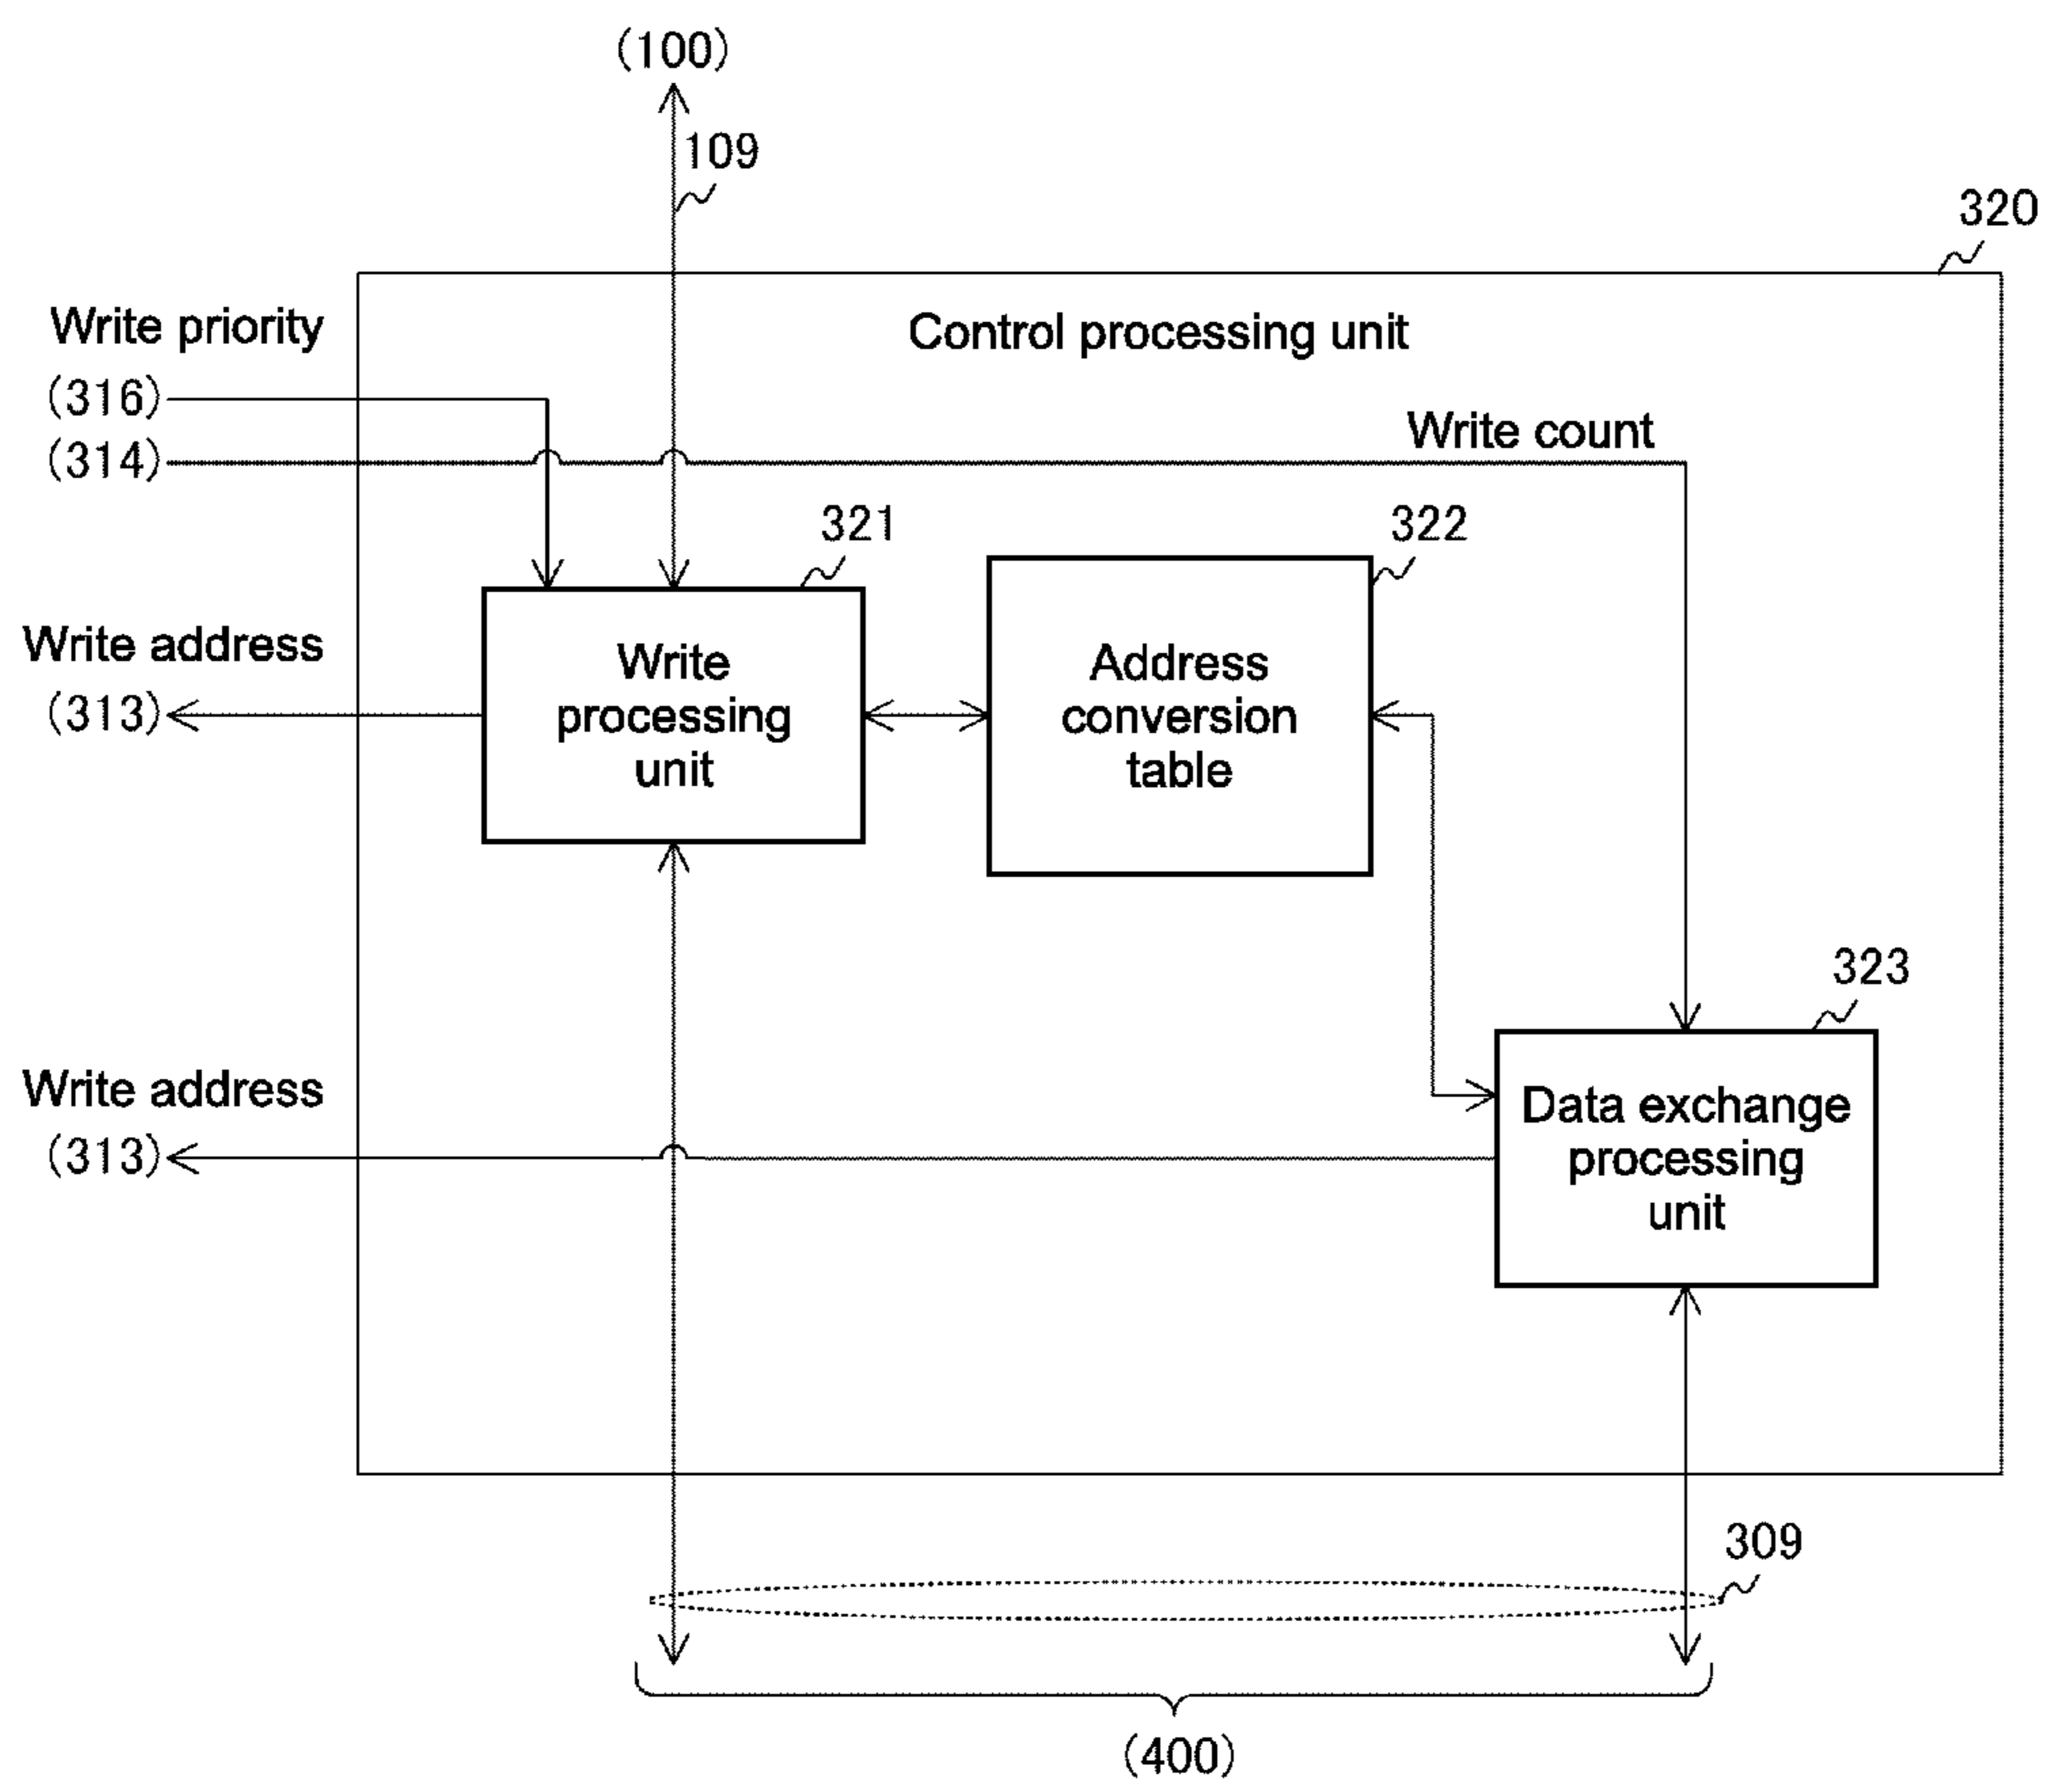 (100)
109
320
Write priority
Control processing unit
(316)
Write count
(314)
321
322
Write address
(313)
Write
processing
unit
Address
conversion
table
323
Write address
(313)
Data exchange
processing
unit
309
(400)